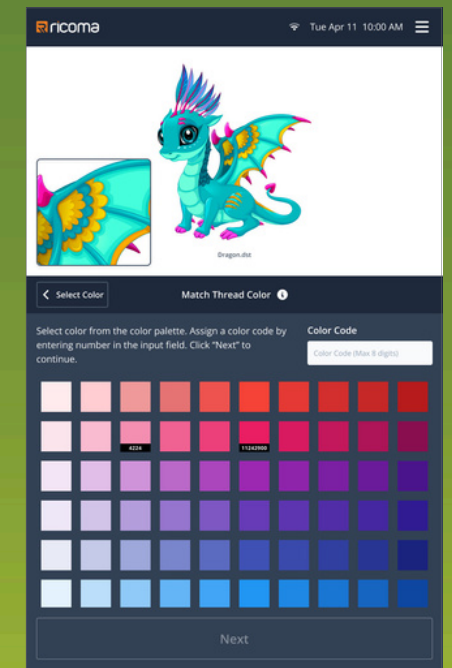 ricoma
Tue Apr 11 10:00 AM
Dragon.dst
Select Color
Match Thread Color
Select color from the color palette. Assign a color code by
entering number in the input field. Click “Next” to
continue.
Color Code
Color Code (Max 8 digits)
4224
11242980
Next